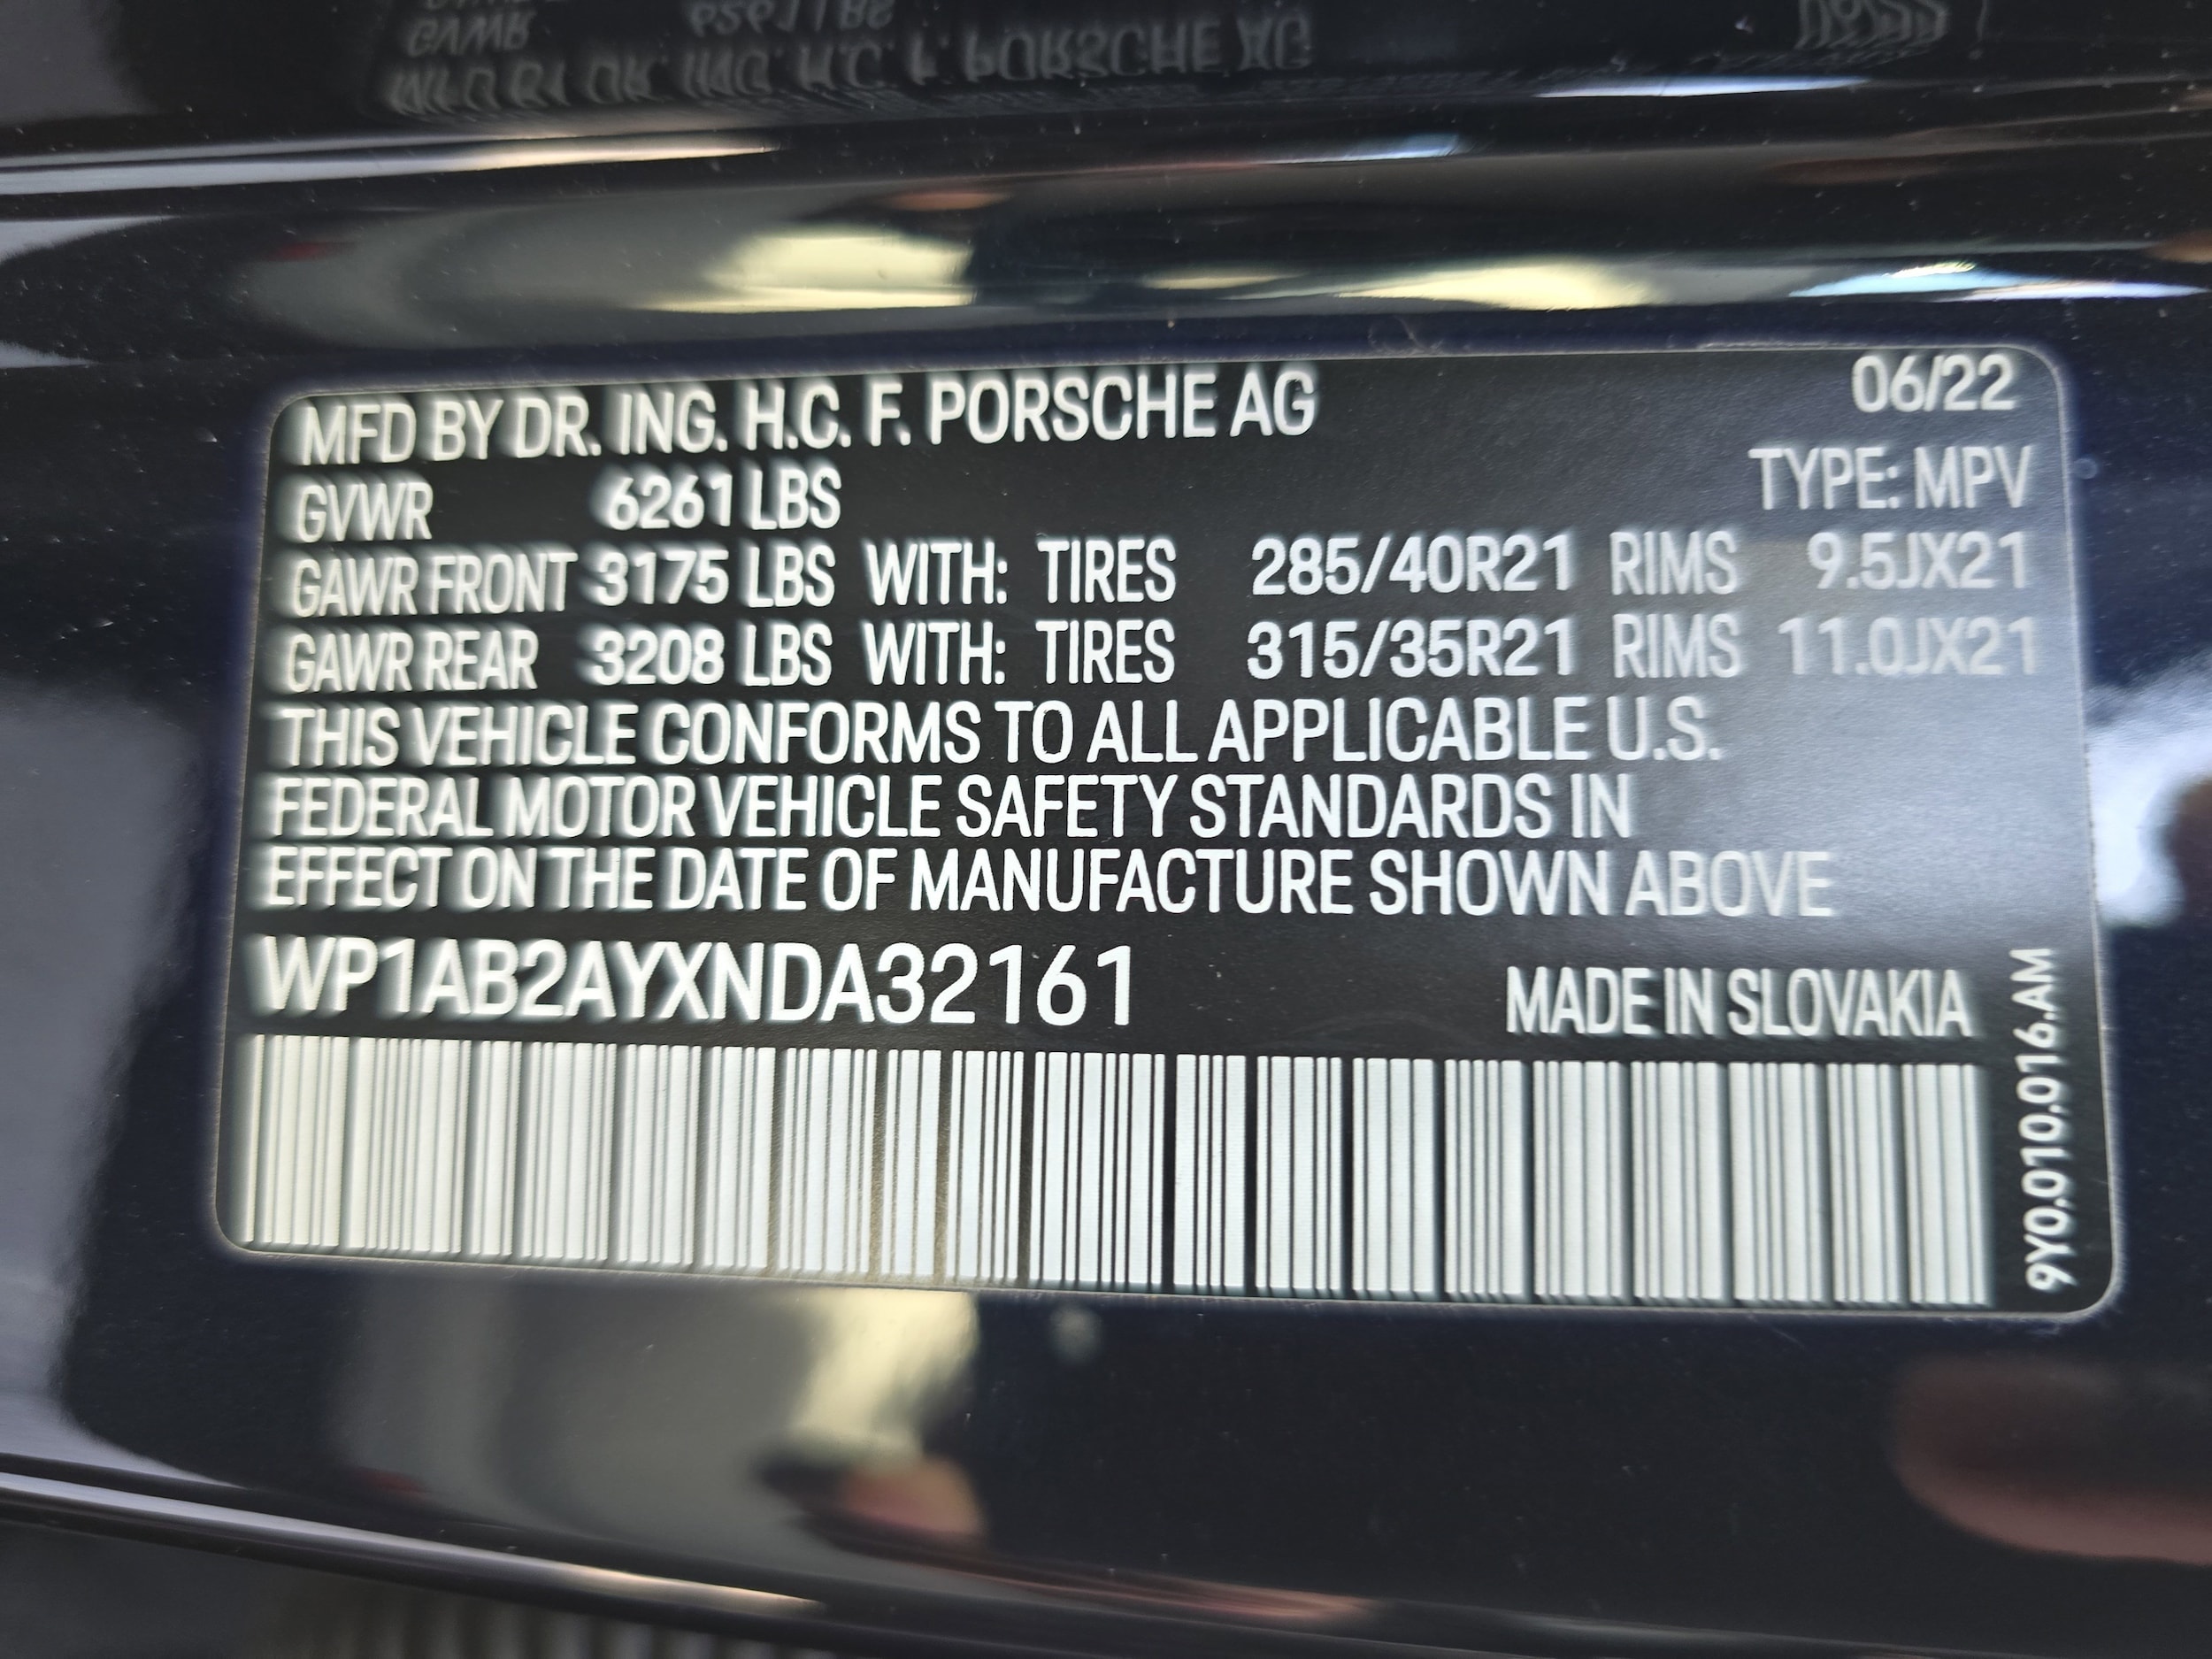 MFD BY DR. ING. H.C. F. PORSCHE AG 06/22
GVWR 6261 LBS TYPE: MPV
GAWR FRONT 3175 LBS WITH: TIRES 285/40R21 RIMS 9.5JX21
GAWR REAR 3208 LBS WITH: TIRES 315/35R21 RIMS 11.0JX21
THIS VEHICLE CONFORMS TO ALL APPLICABLE U.S.
FEDERAL MOTOR VEHICLE SAFETY STANDARDS IN
EFFECT ON THE DATE OF MANUFACTURE SHOWN ABOVE
WP1AB2AYXNDA32161
MADE IN SLOVAKIA
9Y0.010.016.AM